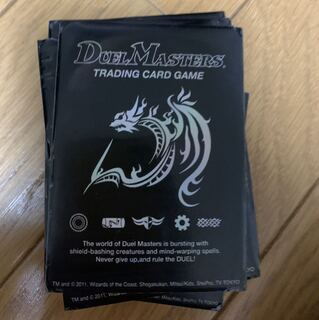 DUEL MASTERS
TRADING CARD GAME
The world of Duel Masters is bursting with
shield-bashing creatures and mind-warping spells.
Never give up,and rule the DUEL!
TM and © 2011, Wizards of the Coast, Shogakukan, Mitsui/Kids, ShoPro, TV TOKYO